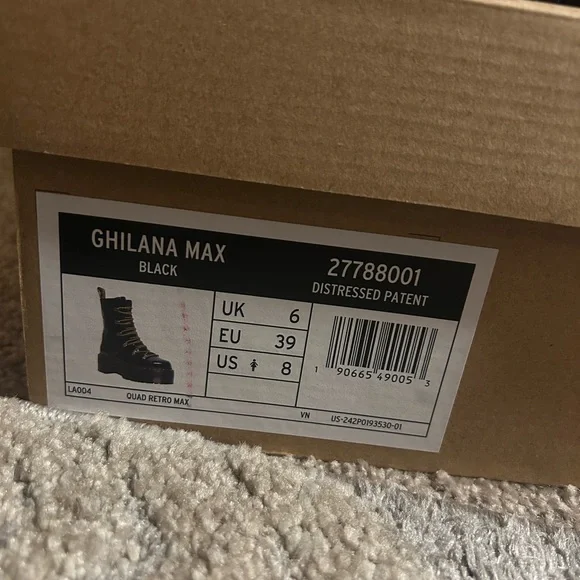 GHILANA MAX
BLACK
27788001
DISTRESSED PATENT
UK 6
EU 39
US 8
1 90665 49005 3
LA004
QUAD RETRO MAX
VN
US-242P0193530-01